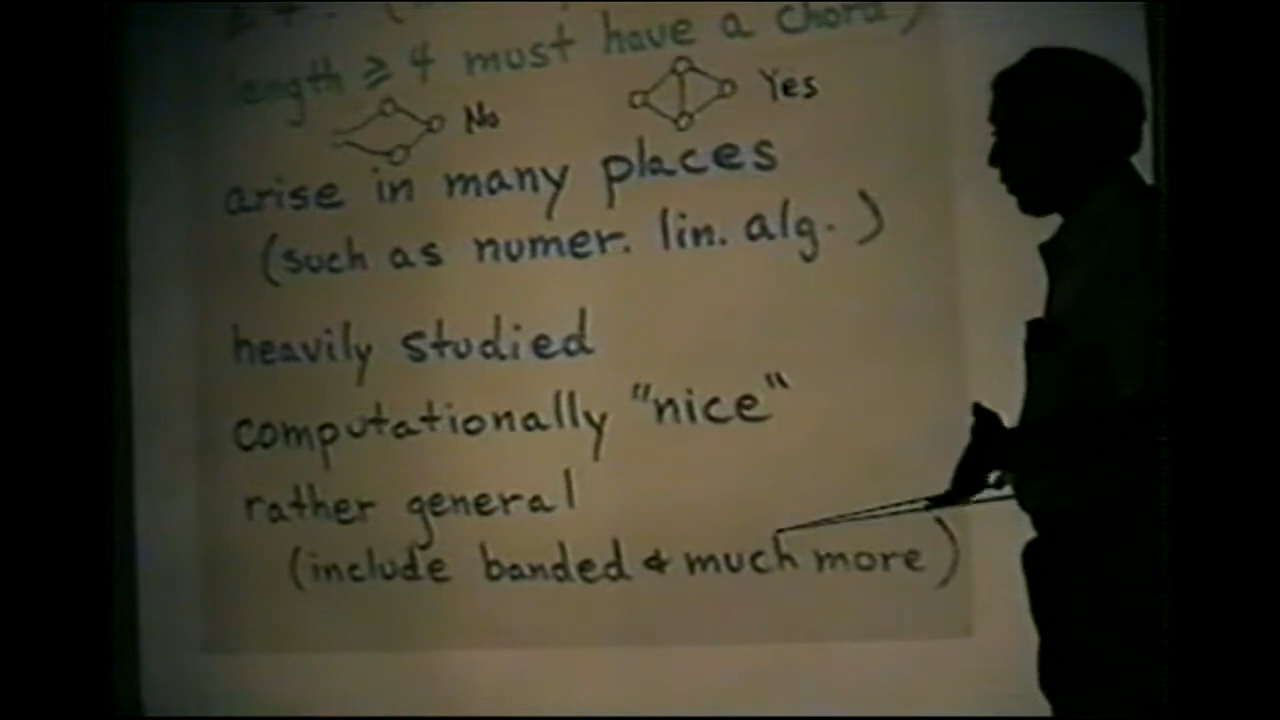 length ≥ 4 must have a chord)
No
Yes
arise in many places
(such as numer. lin. alg.)
heavily studied
computationally "nice"
rather general
(include banded & much more)